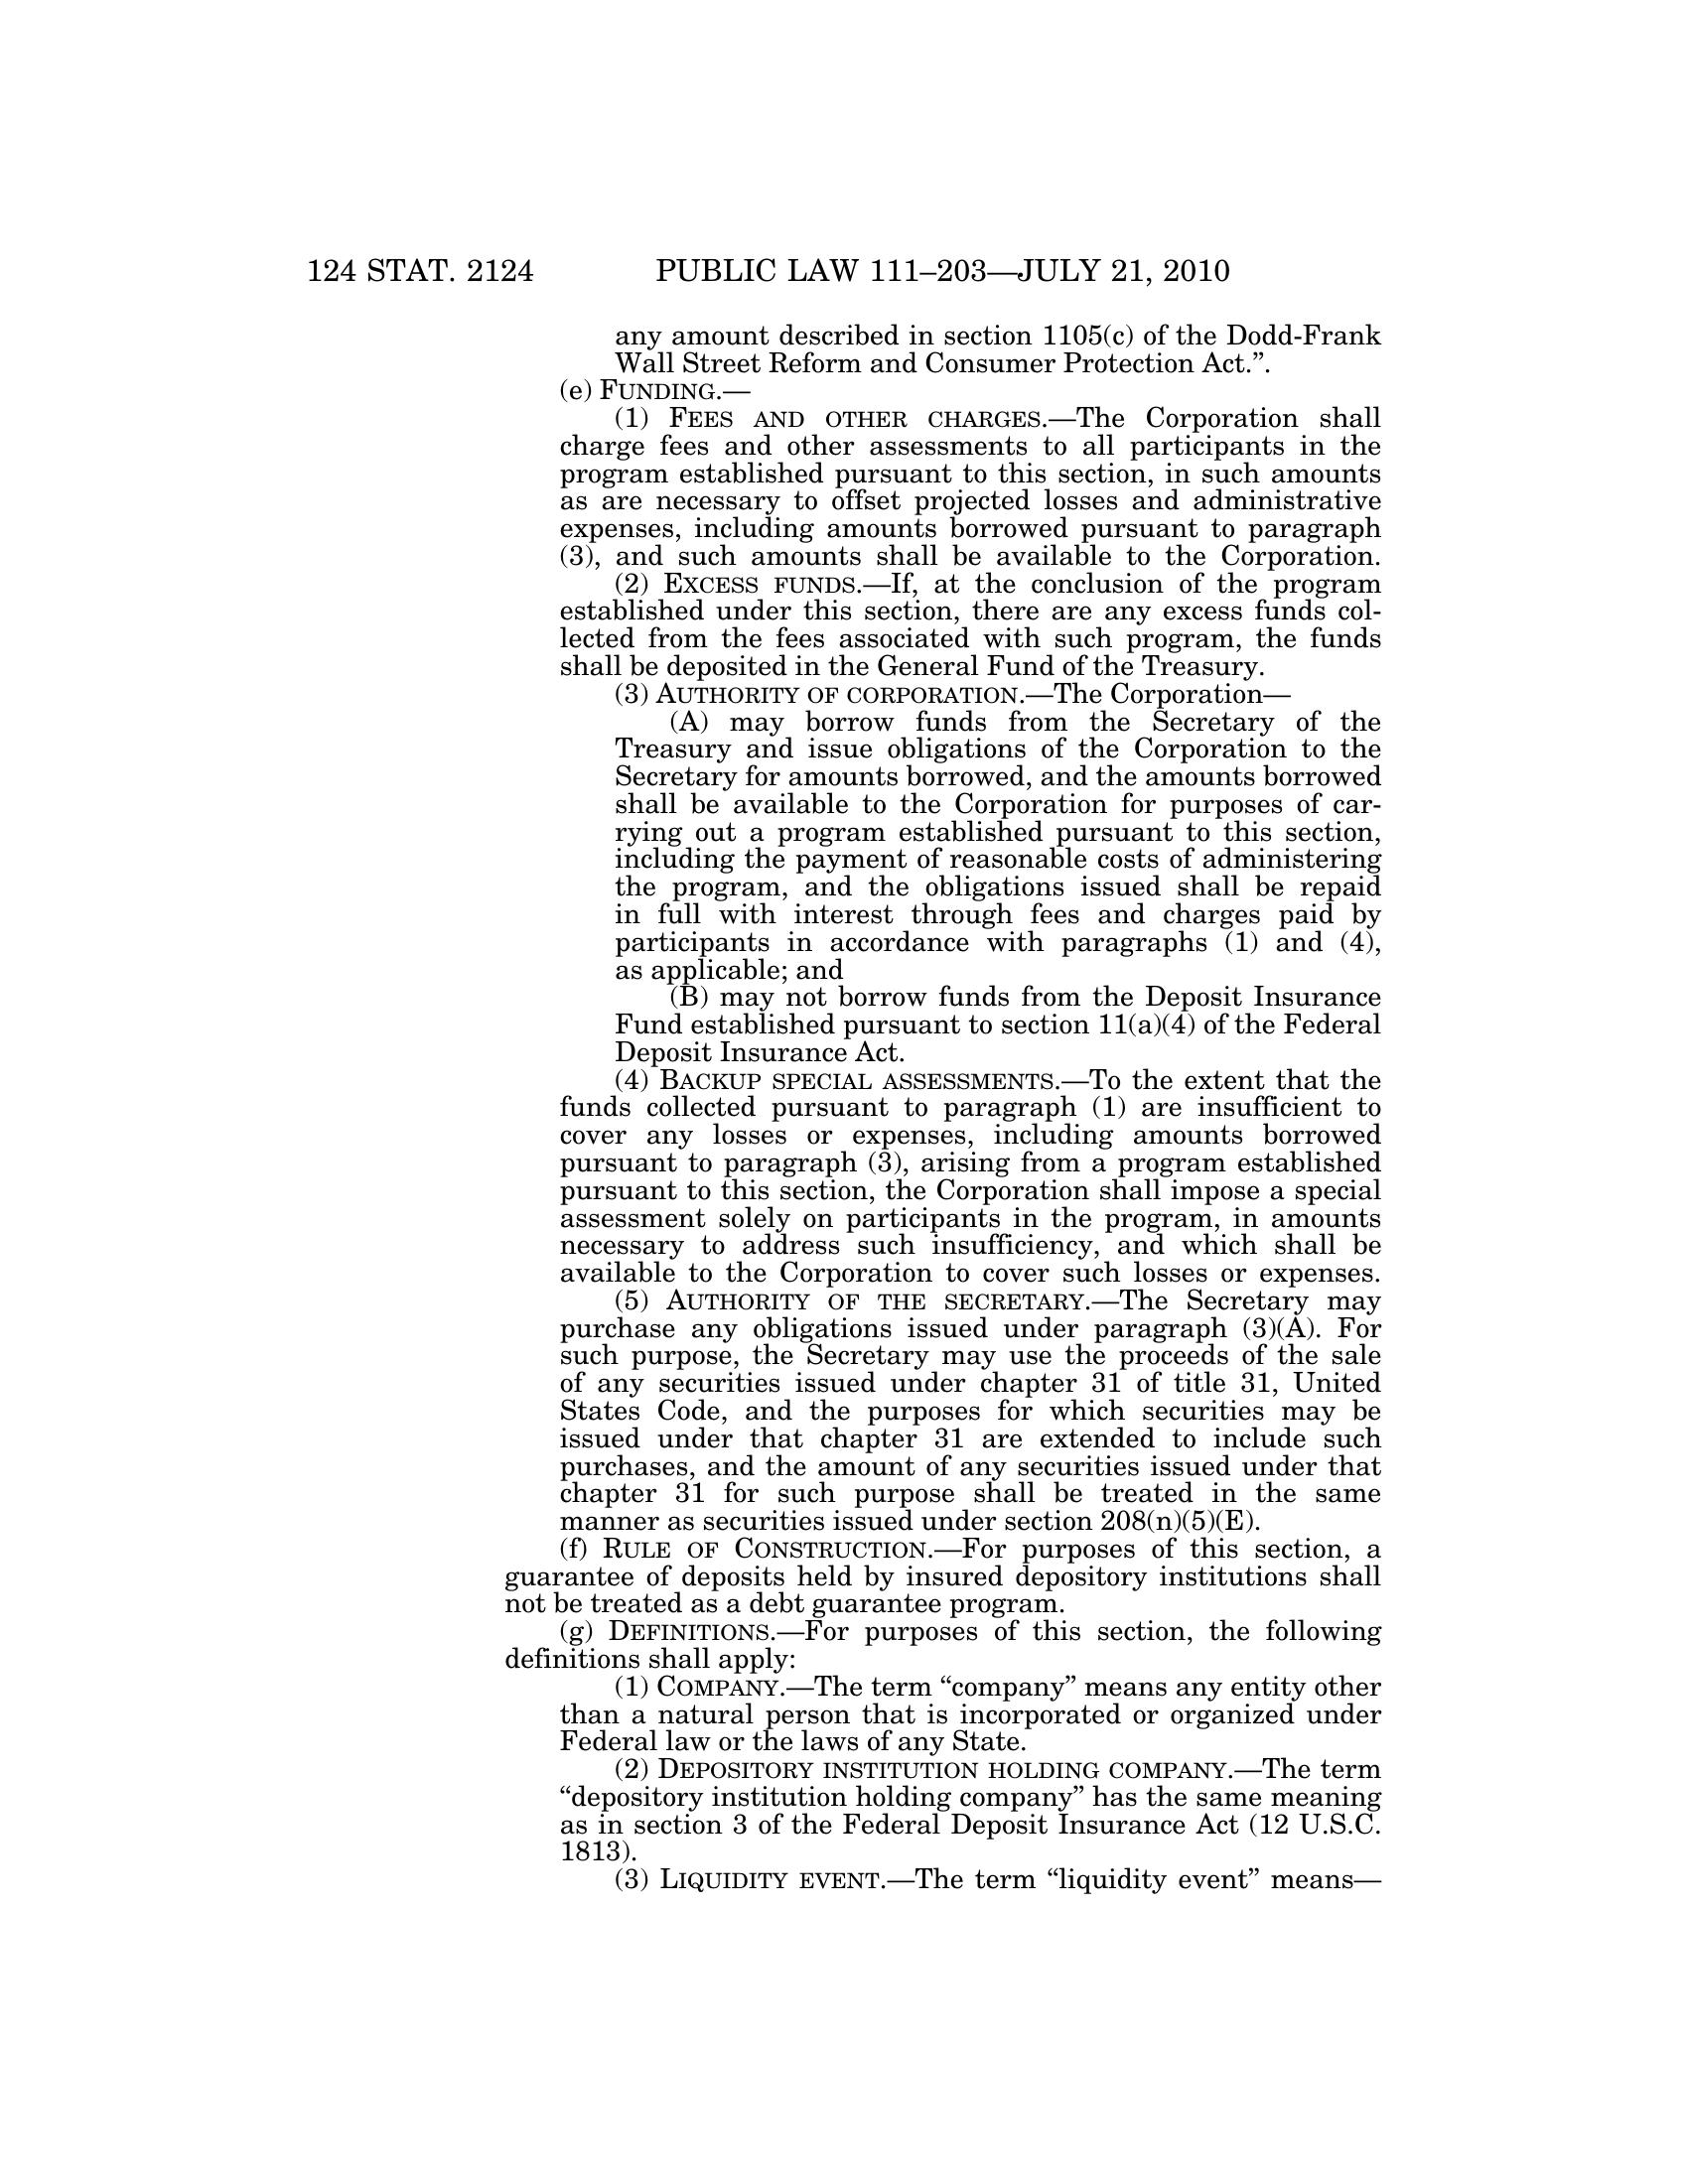 124 STAT. 2124 PUBLIC LAW 111–203—JULY 21, 2010
any amount described in section 1105(c) of the Dodd-Frank
Wall Street Reform and Consumer Protection Act.”.
(e) FUNDING.—
(1) FEES AND OTHER CHARGES.—The Corporation shall
charge fees and other assessments to all participants in the
program established pursuant to this section, in such amounts
as are necessary to offset projected losses and administrative
expenses, including amounts borrowed pursuant to paragraph
(3), and such amounts shall be available to the Corporation.
(2) EXCESS FUNDS.—If, at the conclusion of the program
established under this section, there are any excess funds col-
lected from the fees associated with such program, the funds
shall be deposited in the General Fund of the Treasury.
(3) AUTHORITY OF CORPORATION.—The Corporation—
(A) may borrow funds from the Secretary of the
Treasury and issue obligations of the Corporation to the
Secretary for amounts borrowed, and the amounts borrowed
shall be available to the Corporation for purposes of car-
rying out a program established pursuant to this section,
including the payment of reasonable costs of administering
the program, and the obligations issued shall be repaid
in full with interest through fees and charges paid by
participants in accordance with paragraphs (1) and (4),
as applicable; and
(B) may not borrow funds from the Deposit Insurance
Fund established pursuant to section 11(a)(4) of the Federal
Deposit Insurance Act.
(4) BACKUP SPECIAL ASSESSMENTS.—To the extent that the
funds collected pursuant to paragraph (1) are insufficient to
cover any losses or expenses, including amounts borrowed
pursuant to paragraph (3), arising from a program established
pursuant to this section, the Corporation shall impose a special
assessment solely on participants in the program, in amounts
necessary to address such insufficiency, and which shall be
available to the Corporation to cover such losses or expenses.
(5) AUTHORITY OF THE SECRETARY.—The Secretary may
purchase any obligations issued under paragraph (3)(A). For
such purpose, the Secretary may use the proceeds of the sale
of any securities issued under chapter 31 of title 31, United
States Code, and the purposes for which securities may be
issued under that chapter 31 are extended to include such
purchases, and the amount of any securities issued under that
chapter 31 for such purpose shall be treated in the same
manner as securities issued under section 208(n)(5)(E).
(f) RULE OF CONSTRUCTION.—For purposes of this section, a
guarantee of deposits held by insured depository institutions shall
not be treated as a debt guarantee program.
(g) DEFINITIONS.—For purposes of this section, the following
definitions shall apply:
(1) COMPANY.—The term “company” means any entity other
than a natural person that is incorporated or organized under
Federal law or the laws of any State.
(2) DEPOSITORY INSTITUTION HOLDING COMPANY.—The term
“depository institution holding company” has the same meaning
as in section 3 of the Federal Deposit Insurance Act (12 U.S.C.
1813).
(3) LIQUIDITY EVENT.—The term “liquidity event” means—